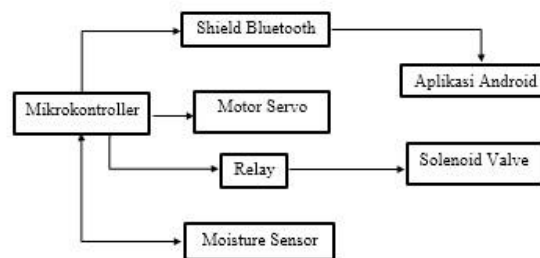 Shield Bluetooth
Aplikasi Android
Mikrokontroller
Motor Servo
Relay
Solenoid Valve
Moisture Sensor